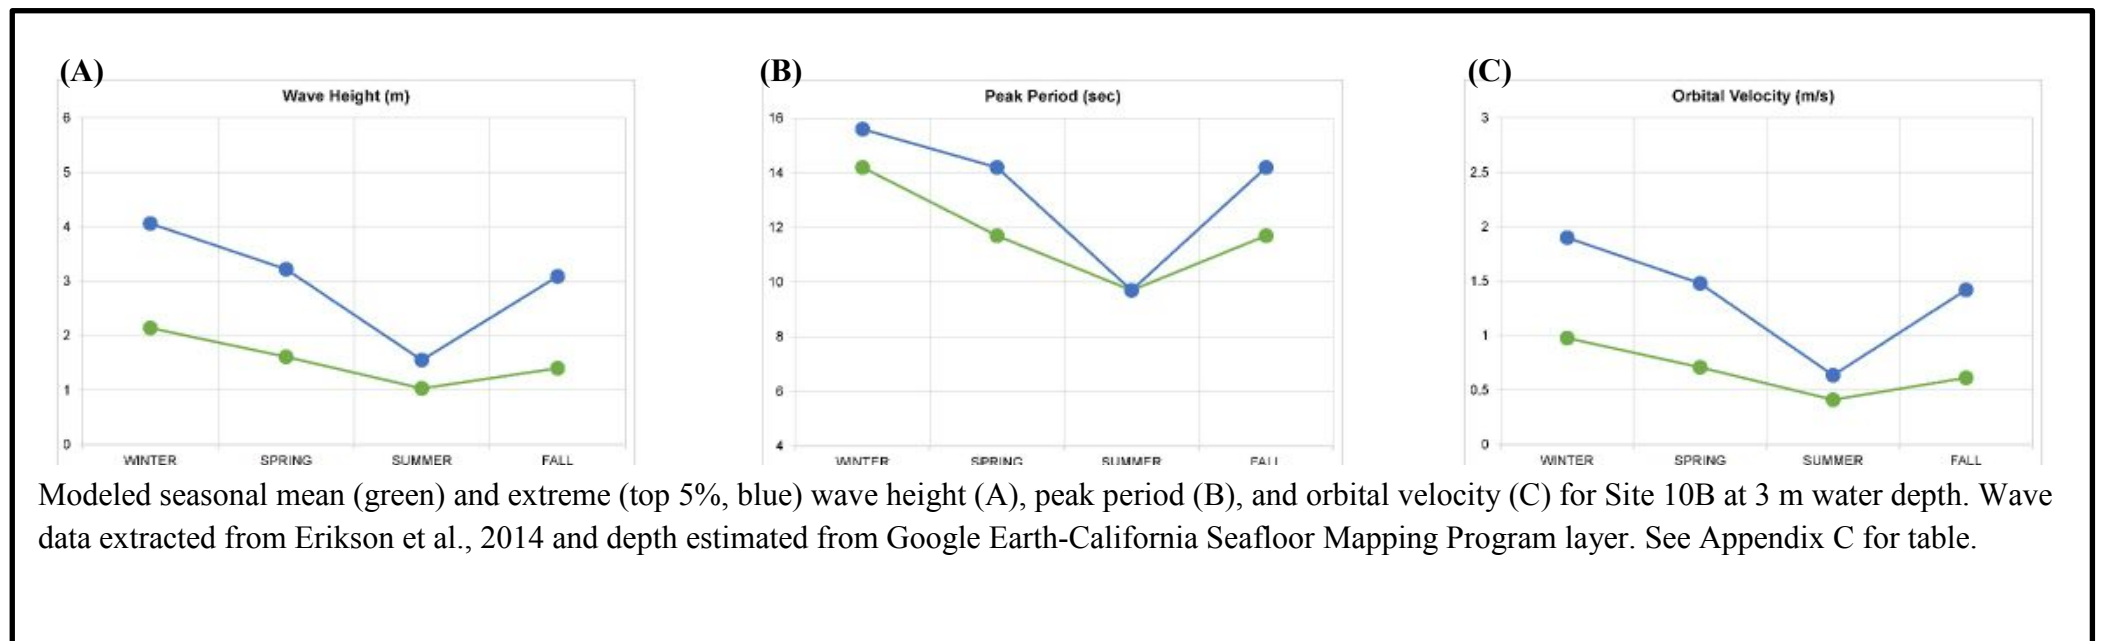 (A)
Wave Height (m)
6
5
4
3
2
1
0
WINTER SPRING SUMMER FALL
(B)
Peak Period (sec)
16
14
12
10
8
6
4
WINTER SPRING SUMMER FALL
(C)
Orbital Velocity (m/s)
3
2.5
2
1.5
1
0.5
0
WINTER SPRING SUMMER FALL
Modeled seasonal mean (green) and extreme (top 5%, blue) wave height (A), peak period (B), and orbital velocity (C) for Site 10B at 3 m water depth. Wave
data extracted from Erikson et al., 2014 and depth estimated from Google Earth-California Seafloor Mapping Program layer. See Appendix C for table.